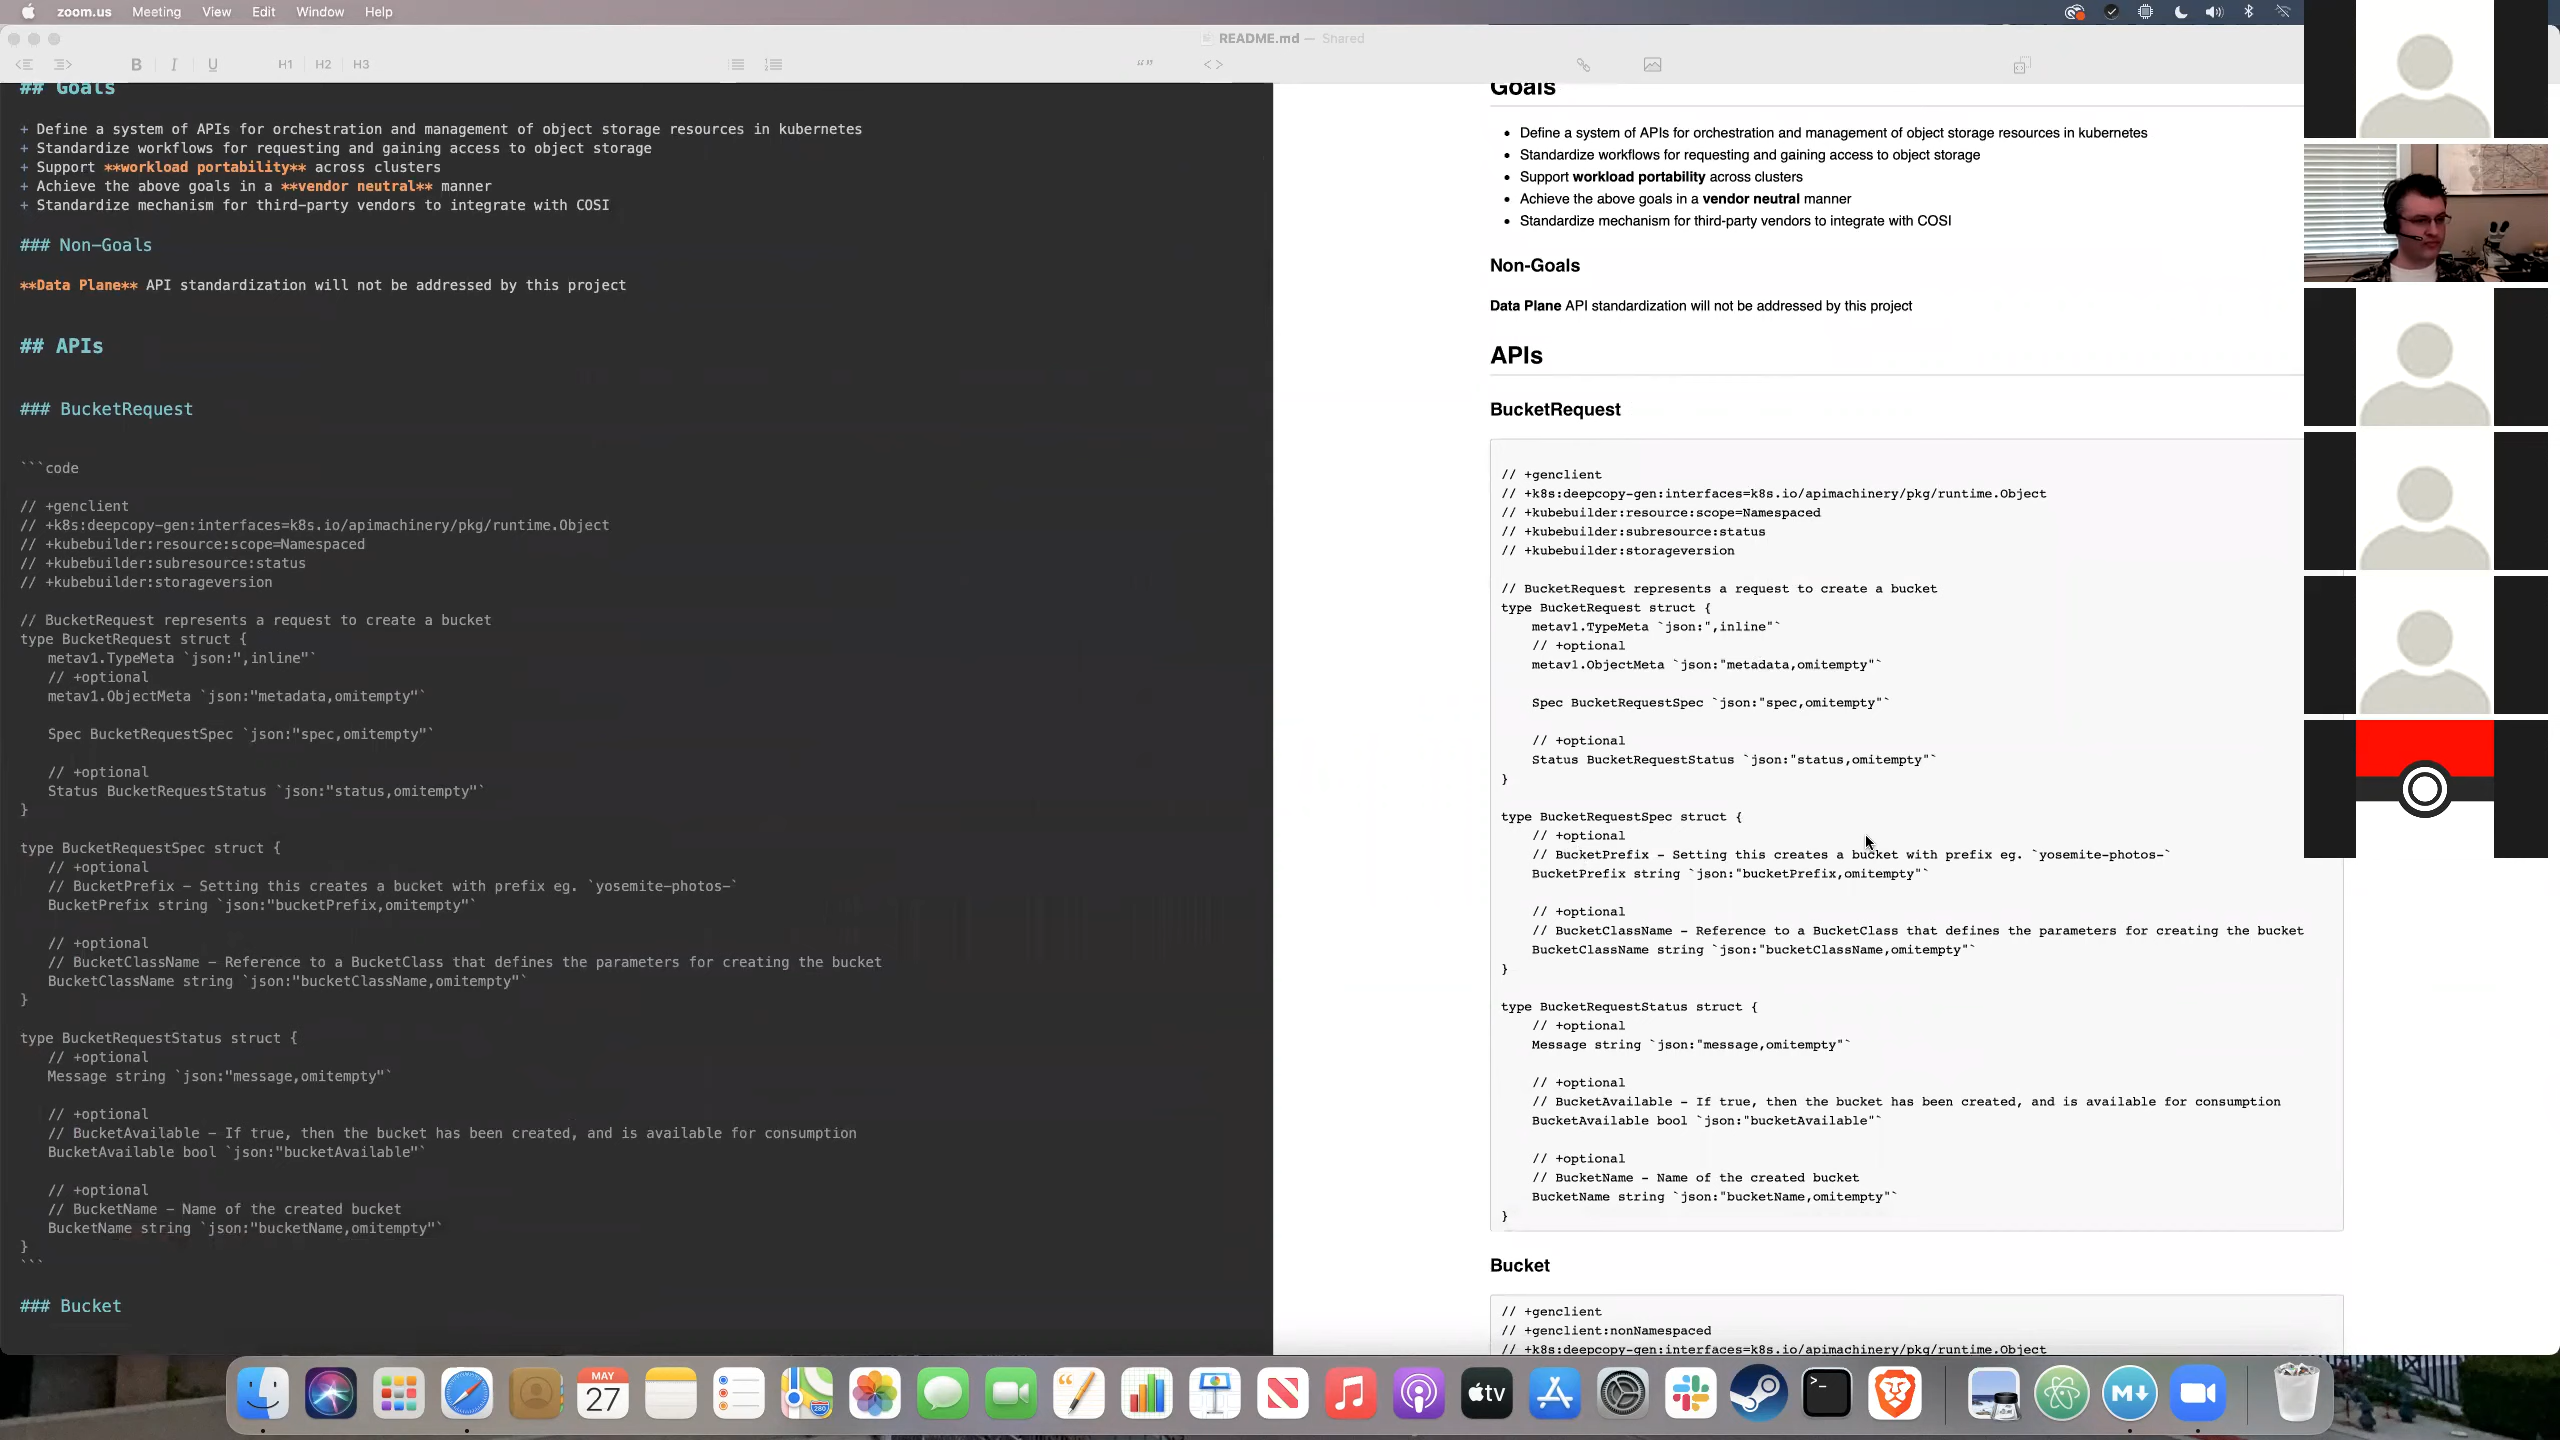 zoom.us Meeting View Edit Window Help
README.md — Shared
B I U H1 H2 H3 “” <>
## Goals
+ Define a system of APIs for orchestration and management of object storage resources in kubernetes
+ Standardize workflows for requesting and gaining access to object storage
+ Support **workload portability** across clusters
+ Achieve the above goals in a **vendor neutral** manner
+ Standardize mechanism for third-party vendors to integrate with COSI
### Non-Goals
**Data Plane** API standardization will not be addressed by this project
## APIs
### BucketRequest
```code
// +genclient
// +k8s:deepcopy-gen:interfaces=k8s.io/apimachinery/pkg/runtime.Object
// +kubebuilder:resource:scope=Namespaced
// +kubebuilder:subresource:status
// +kubebuilder:storageversion
// BucketRequest represents a request to create a bucket
type BucketRequest struct {
metav1.TypeMeta `json:",inline"`
// +optional
metav1.ObjectMeta `json:"metadata,omitempty"`
Spec BucketRequestSpec `json:"spec,omitempty"`
// +optional
Status BucketRequestStatus `json:"status,omitempty"`
}
type BucketRequestSpec struct {
// +optional
// BucketPrefix - Setting this creates a bucket with prefix eg. `yosemite-photos-`
BucketPrefix string `json:"bucketPrefix,omitempty"`
// +optional
// BucketClassName - Reference to a BucketClass that defines the parameters for creating the bucket
BucketClassName string `json:"bucketClassName,omitempty"`
}
type BucketRequestStatus struct {
// +optional
Message string `json:"message,omitempty"`
// +optional
// BucketAvailable - If true, then the bucket has been created, and is available for consumption
BucketAvailable bool `json:"bucketAvailable"`
// +optional
// BucketName - Name of the created bucket
BucketName string `json:"bucketName,omitempty"`
}
```
### Bucket
Goals
• Define a system of APIs for orchestration and management of object storage resources in kubernetes
• Standardize workflows for requesting and gaining access to object storage
• Support workload portability across clusters
• Achieve the above goals in a vendor neutral manner
• Standardize mechanism for third-party vendors to integrate with COSI
Non-Goals
Data Plane API standardization will not be addressed by this project
APIs
BucketRequest
// +genclient
// +k8s:deepcopy-gen:interfaces=k8s.io/apimachinery/pkg/runtime.Object
// +kubebuilder:resource:scope=Namespaced
// +kubebuilder:subresource:status
// +kubebuilder:storageversion
// BucketRequest represents a request to create a bucket
type BucketRequest struct {
metav1.TypeMeta `json:",inline"`
// +optional
metav1.ObjectMeta `json:"metadata,omitempty"`
Spec BucketRequestSpec `json:"spec,omitempty"`
// +optional
Status BucketRequestStatus `json:"status,omitempty"`
}
type BucketRequestSpec struct {
// +optional
// BucketPrefix - Setting this creates a bucket with prefix eg. `yosemite-photos-`
BucketPrefix string `json:"bucketPrefix,omitempty"`
// +optional
// BucketClassName - Reference to a BucketClass that defines the parameters for creating the bucket
BucketClassName string `json:"bucketClassName,omitempty"`
}
type BucketRequestStatus struct {
// +optional
Message string `json:"message,omitempty"`
// +optional
// BucketAvailable - If true, then the bucket has been created, and is available for consumption
BucketAvailable bool `json:"bucketAvailable"`
// +optional
// BucketName - Name of the created bucket
BucketName string `json:"bucketName,omitempty"`
}
Bucket
// +genclient
// +genclient:nonNamespaced
// +k8s:deepcopy-gen:interfaces=k8s.io/apimachinery/pkg/runtime.Object
MAY
27
280
tv
>_
M↓